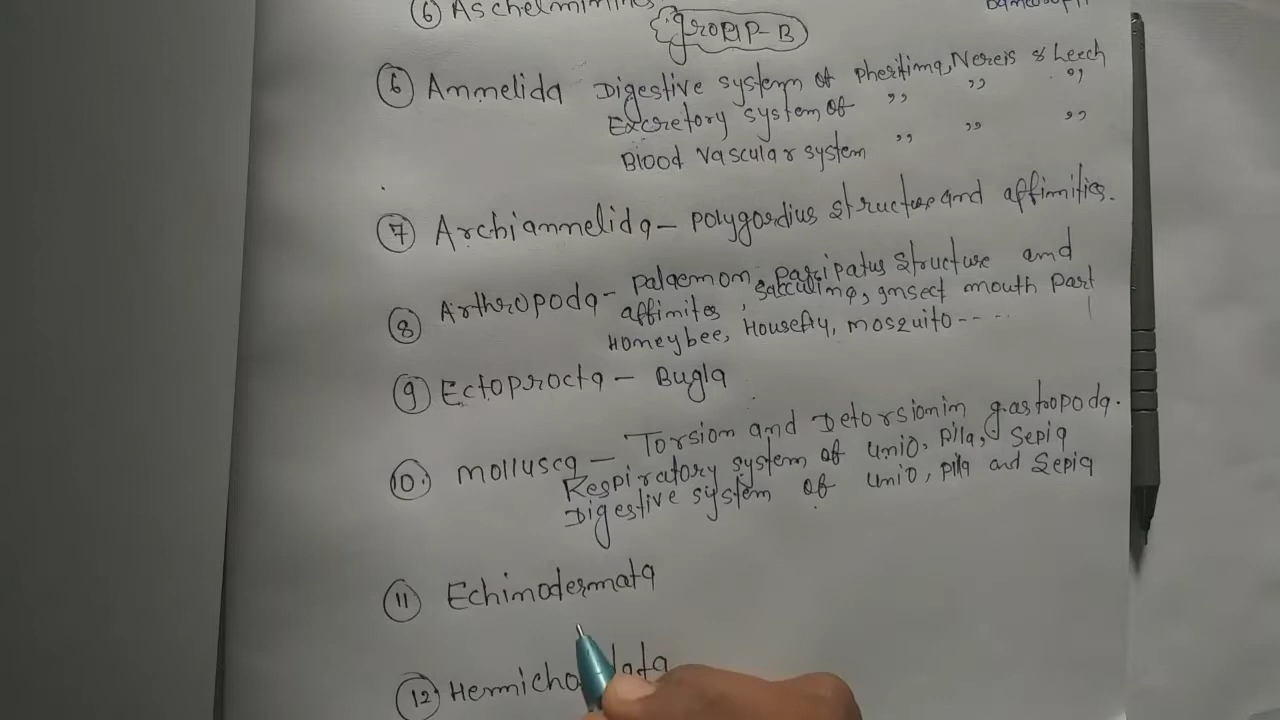 6 Aschelminthes
Group-B
6 Annelida Digestive system of pheritima, Nereis & Leech
Excretory system of ,, ,, ,,
Blood vascular system ,, ,, ,,
7 Archiannelida - polygordius structure and affinities.
8 Arthropoda - palaemon, paripatus structure and
affinites, sacculina, insect mouth part
Honeybee, Housefly, mosquito -- --
9 Ectoprocta - Bugla
10. mollusca - Torsion and Detorsion in gastropoda.
Respiratory system of unio, Pila, Sepia
Digestive system of unio, pila and Sepia
11 Echinodermata
12